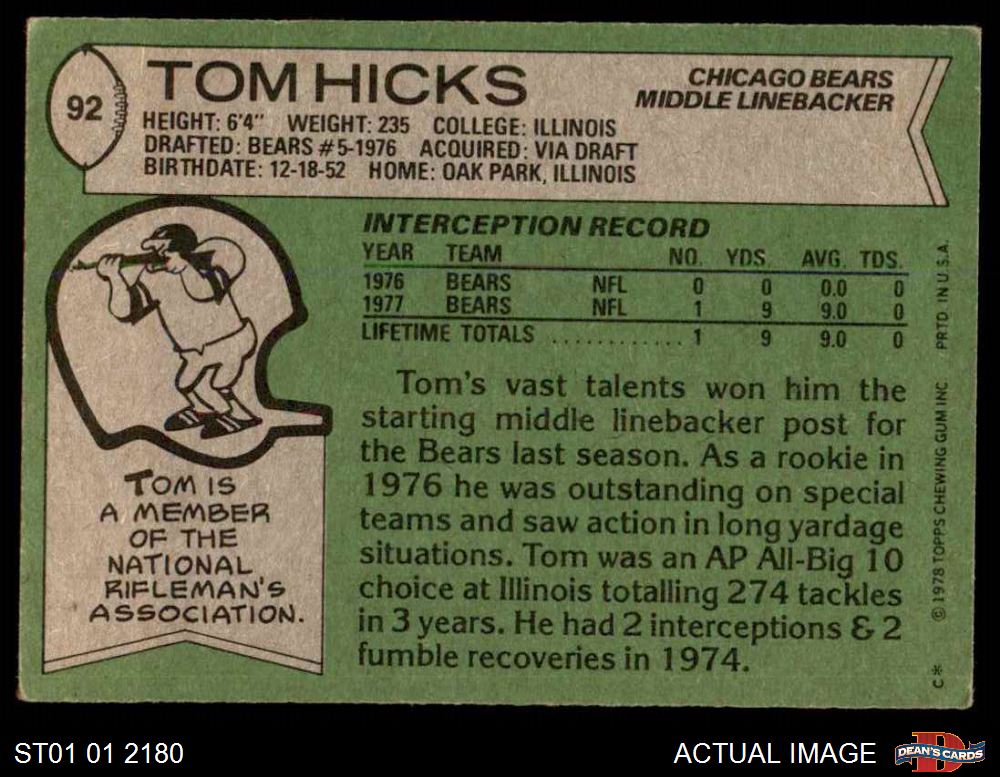 92
TOM HICKS
CHICAGO BEARS
MIDDLE LINEBACKER
HEIGHT: 6'4" WEIGHT: 235 COLLEGE: ILLINOIS
DRAFTED: BEARS #5-1976 ACQUIRED: VIA DRAFT
BIRTHDATE: 12-18-52 HOME: OAK PARK, ILLINOIS
INTERCEPTION RECORD
YEAR TEAM NO. YDS. AVG. TDS.
1976 BEARS NFL 0 0 0.0 0
1977 BEARS NFL 1 9 9.0 0
LIFETIME TOTALS ............ 1 9 9.0 0
Tom's vast talents won him the
starting middle linebacker post for
the Bears last season. As a rookie in
1976 he was outstanding on special
teams and saw action in long yardage
situations. Tom was an AP All-Big 10
choice at Illinois totalling 274 tackles
in 3 years. He had 2 interceptions & 2
fumble recoveries in 1974.
TOM IS
A MEMBER
OF THE
NATIONAL
RIFLEMAN'S
ASSOCIATION.
C* © 1978 TOPPS CHEWING GUM INC PRTD. IN U.S.A.
ST01 01 2180
ACTUAL IMAGE
D
DEAN'S CARDS